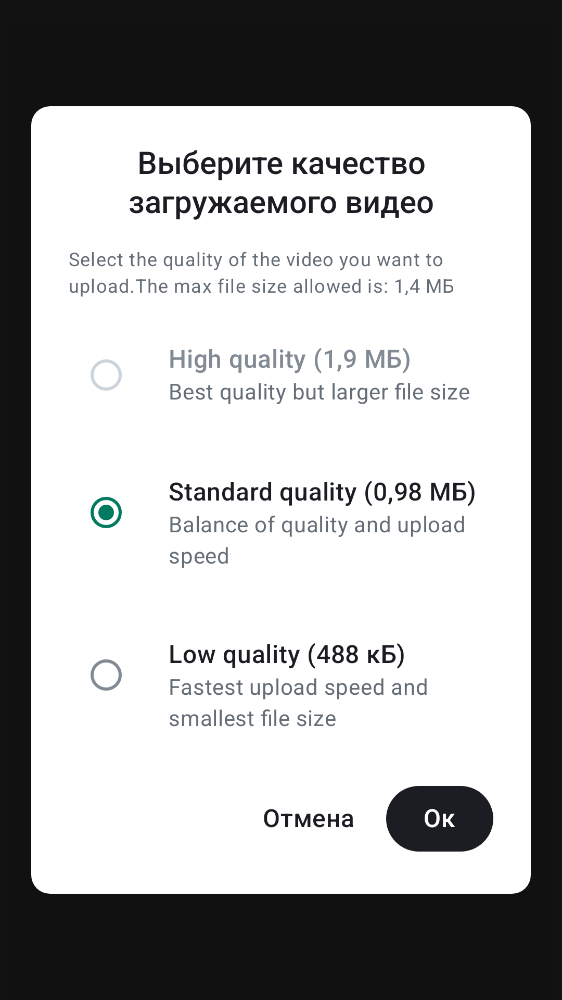 Выберите качество
загружаемого видео
Select the quality of the video you want to
upload.The max file size allowed is: 1,4 МБ
High quality (1,9 МБ)
Best quality but larger file size
Standard quality (0,98 МБ)
Balance of quality and upload
speed
Low quality (488 кБ)
Fastest upload speed and
smallest file size
Отмена
Ок